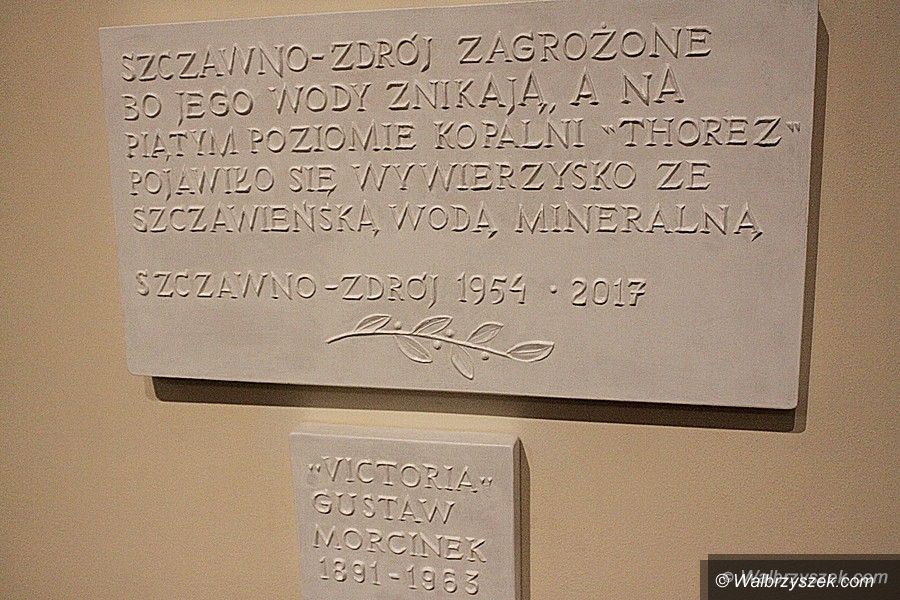 SZCZAWNO-ZDRÓJ ZAGROŻONE
BO JEGO WODY ZNIKAJĄ, A NA
PIĄTYM POZIOMIE KOPALNI "THOREZ"
POJAWIŁO SIĘ WYWIERZYSKO ZE
SZCZAWIEŃSKĄ WODĄ MINERALNĄ
SZCZAWNO-ZDRÓJ 1954 · 2017
"VICTORIA"
GUSTAW
MORCINEK
1891-1963
© Walbrzyszek.com